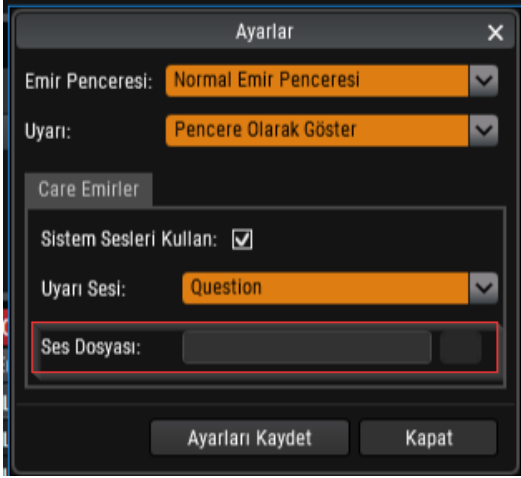 Ayarlar
Emir Penceresi: Normal Emir Penceresi
Uyarı: Pencere Olarak Göster
Care Emirler
Sistem Sesleri Kullan:
Uyarı Sesi: Question
Ses Dosyası:
Ayarları Kaydet Kapat